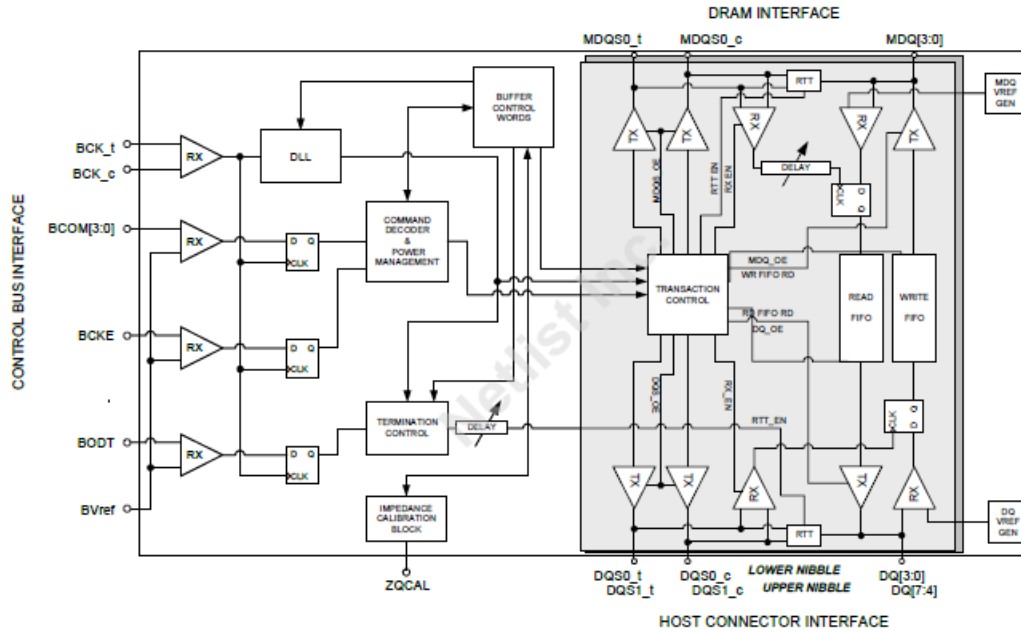 DRAM INTERFACE
MDQS0_t
MDQS0_c
MDQ[3:0]
CONTROL BUS INTERFACE
BCK_t
BCK_c
BCOM[3:0]
BCKE
BODT
BVref
RX
RX
RX
RX
DLL
BUFFER
CONTROL
WORDS
D Q
CLK
D Q
CLK
D Q
CLK
COMMAND
DECODER
&
POWER
MANAGEMENT
TERMINATION
CONTROL
DELAY
IMPEDANCE
CALIBRATION
BLOCK
ZQCAL
TX
TX
RX
RTT
RX
TX
MDQ
VREF
GEN
DELAY
D Q
CLK
MDQS_OE
RTT EN
RX EN
TRANSACTION
CONTROL
MDQ_OE
WR FIFO RD
RD FIFO RD
DQ_OE
READ
FIFO
WRITE
FIFO
DQS_OE
RX_EN
RTT_EN
CLK
D
Q
TX
TX
RX
RTT
TX
RX
DQ
VREF
GEN
Netlist Inc.
DQS0_t
DQS1_t
DQS0_c
DQS1_c
LOWER NIBBLE
UPPER NIBBLE
DQ[3:0]
DQ[7:4]
HOST CONNECTOR INTERFACE